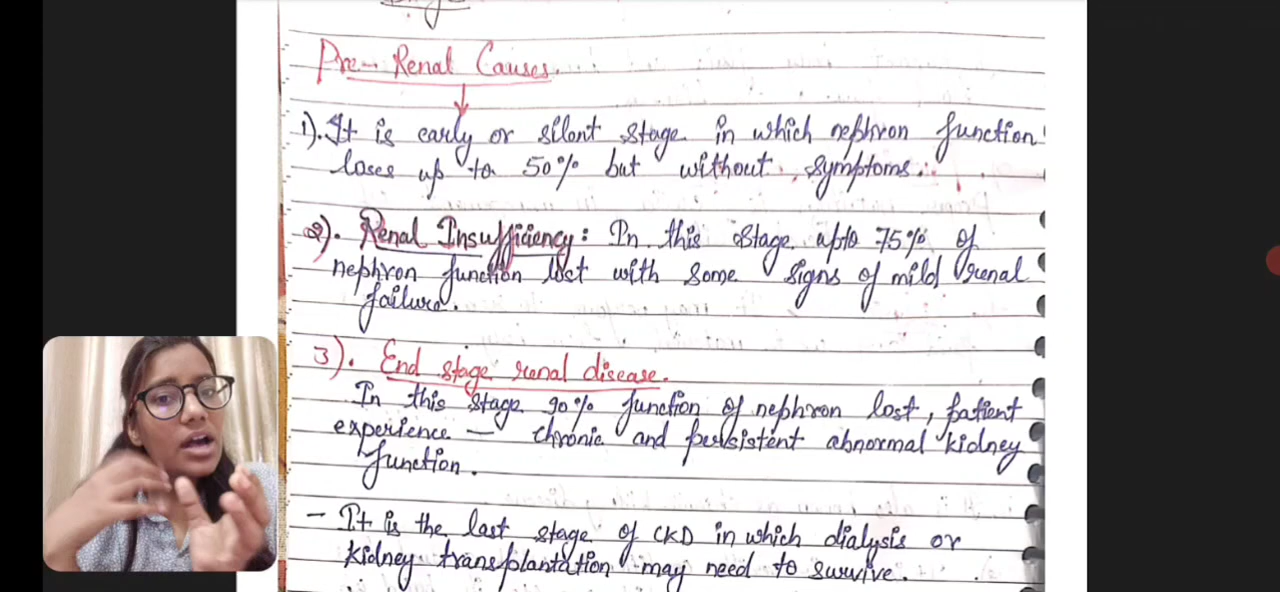 Pre-Renal Causes.
1). It is early or silent stage in which nephron function
loses up to 50% but without symptoms.
2). Renal Insufficiency: In this stage upto 75% of
nephron function lost with some signs of mild renal
failure.
3). End stage renal disease.
In this stage 90% function of nephron lost, patient
experience – chronic and persistent abnormal kidney
function.
- It is the last stage of CKD in which dialysis or
kidney transplantation may need to survive.